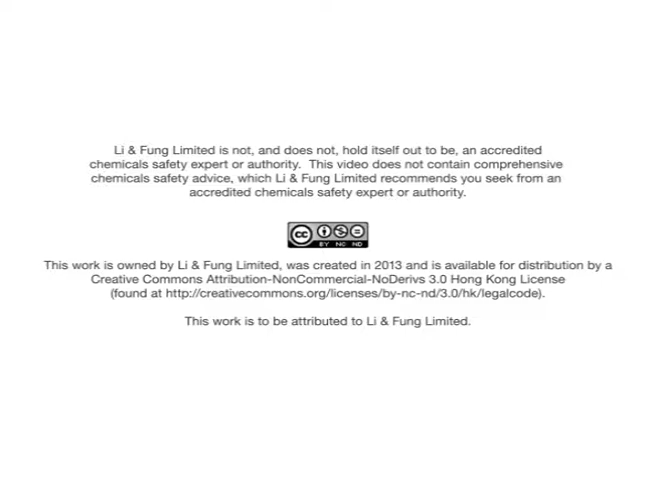 Li & Fung Limited is not, and does not, hold itself out to be, an accredited
chemicals safety expert or authority.  This video does not contain comprehensive
chemicals safety advice, which Li & Fung Limited recommends you seek from an
accredited chemicals safety expert or authority.
cc
BY NC ND
This work is owned by Li & Fung Limited, was created in 2013 and is available for distribution by a
Creative Commons Attribution-NonCommercial-NoDerivs 3.0 Hong Kong License
(found at http://creativecommons.org/licenses/by-nc-nd/3.0/hk/legalcode).
This work is to be attributed to Li & Fung Limited.